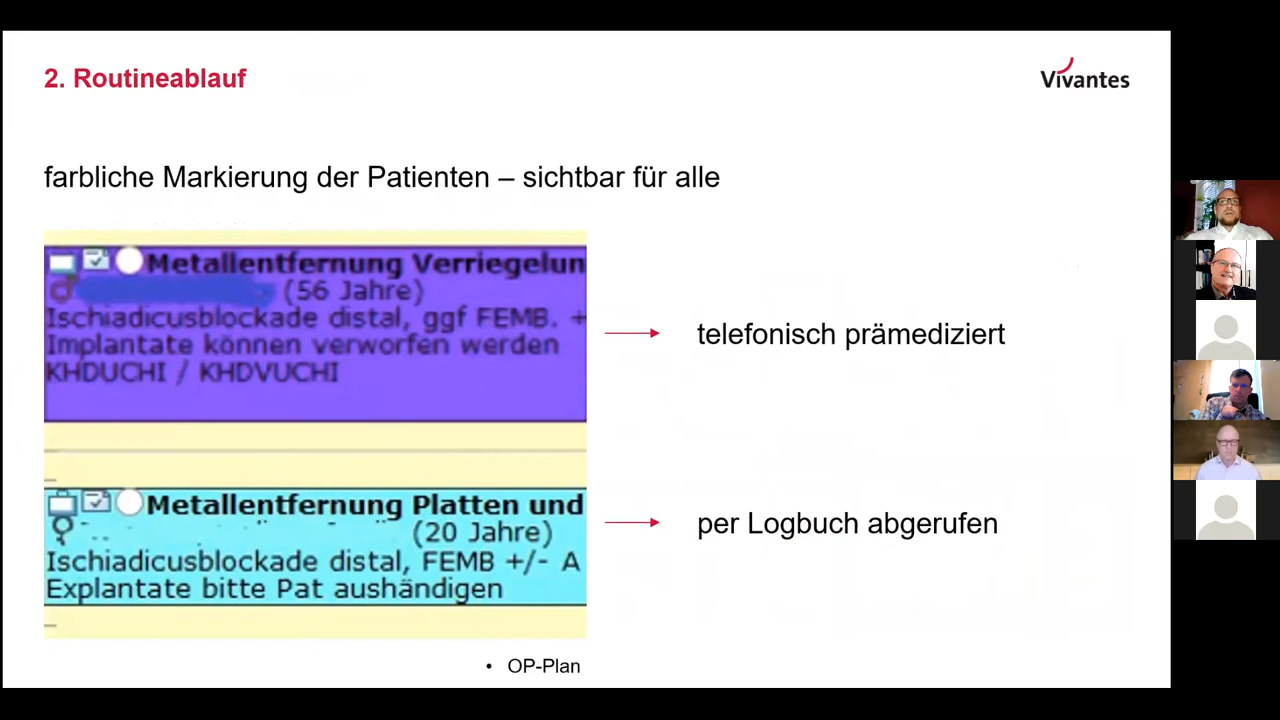 2. Routineablauf
Vivantes
farbliche Markierung der Patienten – sichtbar für alle
Metallentfernung Verriegelun
(56 Jahre)
Ischiadicusblockade distal, ggf FEMB. +
Implantate können verworfen werden
KHDUCHI / KHDVUCHI
telefonisch prämediziert
Metallentfernung Platten und
(20 Jahre)
Ischiadicusblockade distal, FEMB +/- A
Explantate bitte Pat aushändigen
per Logbuch abgerufen
• OP-Plan